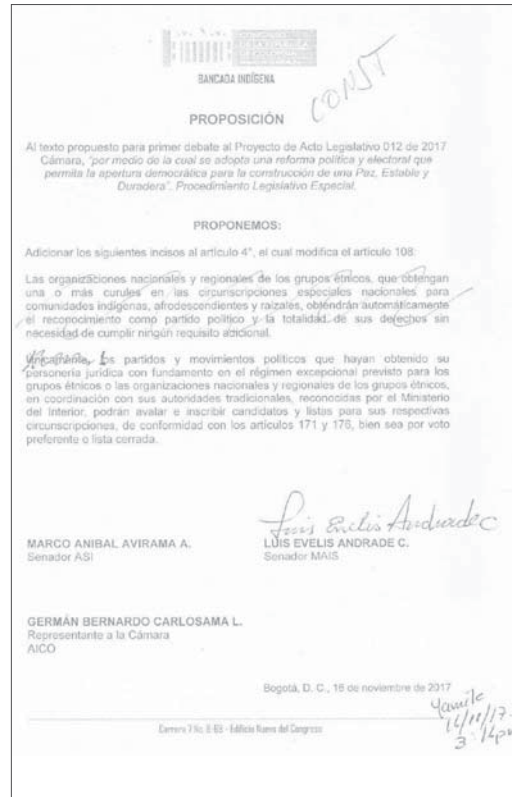 BANCADA INDÍGENA
CONST
PROPOSICIÓN
Al texto propuesto para primer debate al Proyecto de Acto Legislativo 012 de 2017
Cámara, "por medio de la cual se adopta una reforma política y electoral que
permita la apertura democrática para la construcción de una Paz, Estable y
Duradera". Procedimiento Legislativo Especial.
PROPONEMOS:
Adicionar los siguientes incisos al artículo 4°, el cual modifica el artículo 108:
Las organizaciones nacionales y regionales de los grupos étnicos, que obtengan
una o más curules en las circunscripciones especiales nacionales para
comunidades indígenas, afrodescendientes y raizales, obtendrán automáticamente
el reconocimiento como partido político y la totalidad de sus derechos sin
necesidad de cumplir ningún requisito adicional.
Únicamente, los partidos y movimientos políticos que hayan obtenido su
personería jurídica con fundamento en el régimen excepcional previsto para los
grupos étnicos o las organizaciones nacionales y regionales de los grupos étnicos,
en coordinación con sus autoridades tradicionales, reconocidas por el Ministerio
del Interior, podrán avalar e inscribir candidatos y listas para sus respectivas
circunscripciones, de conformidad con los artículos 171 y 176, bien sea por voto
preferente o lista cerrada.
Luis Evelis Andrade C
MARCO ANIBAL AVIRAMA A. LUIS EVELIS ANDRADE C.
Senador ASI Senador MAIS
GERMÁN BERNARDO CARLOSAMA L.
Representante a la Cámara
AICO
Bogotá, D. C., 16 de noviembre de 2017
Yamile
3:14pm
Carrera 7 No. 8-68 - Edificio Nuevo del Congreso